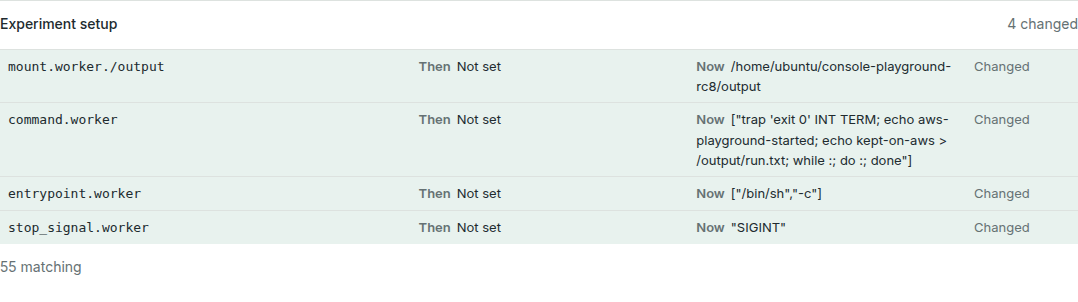 Experiment setup 4 changed
mount.worker./output Then Not set Now /home/ubuntu/console-playground- Changed
rc8/output
command.worker Then Not set Now ["trap 'exit 0' INT TERM; echo aws- Changed
playground-started; echo kept-on-aws >
/output/run.txt; while :; do :; done"]
entrypoint.worker Then Not set Now ["/bin/sh","-c"] Changed
stop_signal.worker Then Not set Now "SIGINT" Changed
55 matching